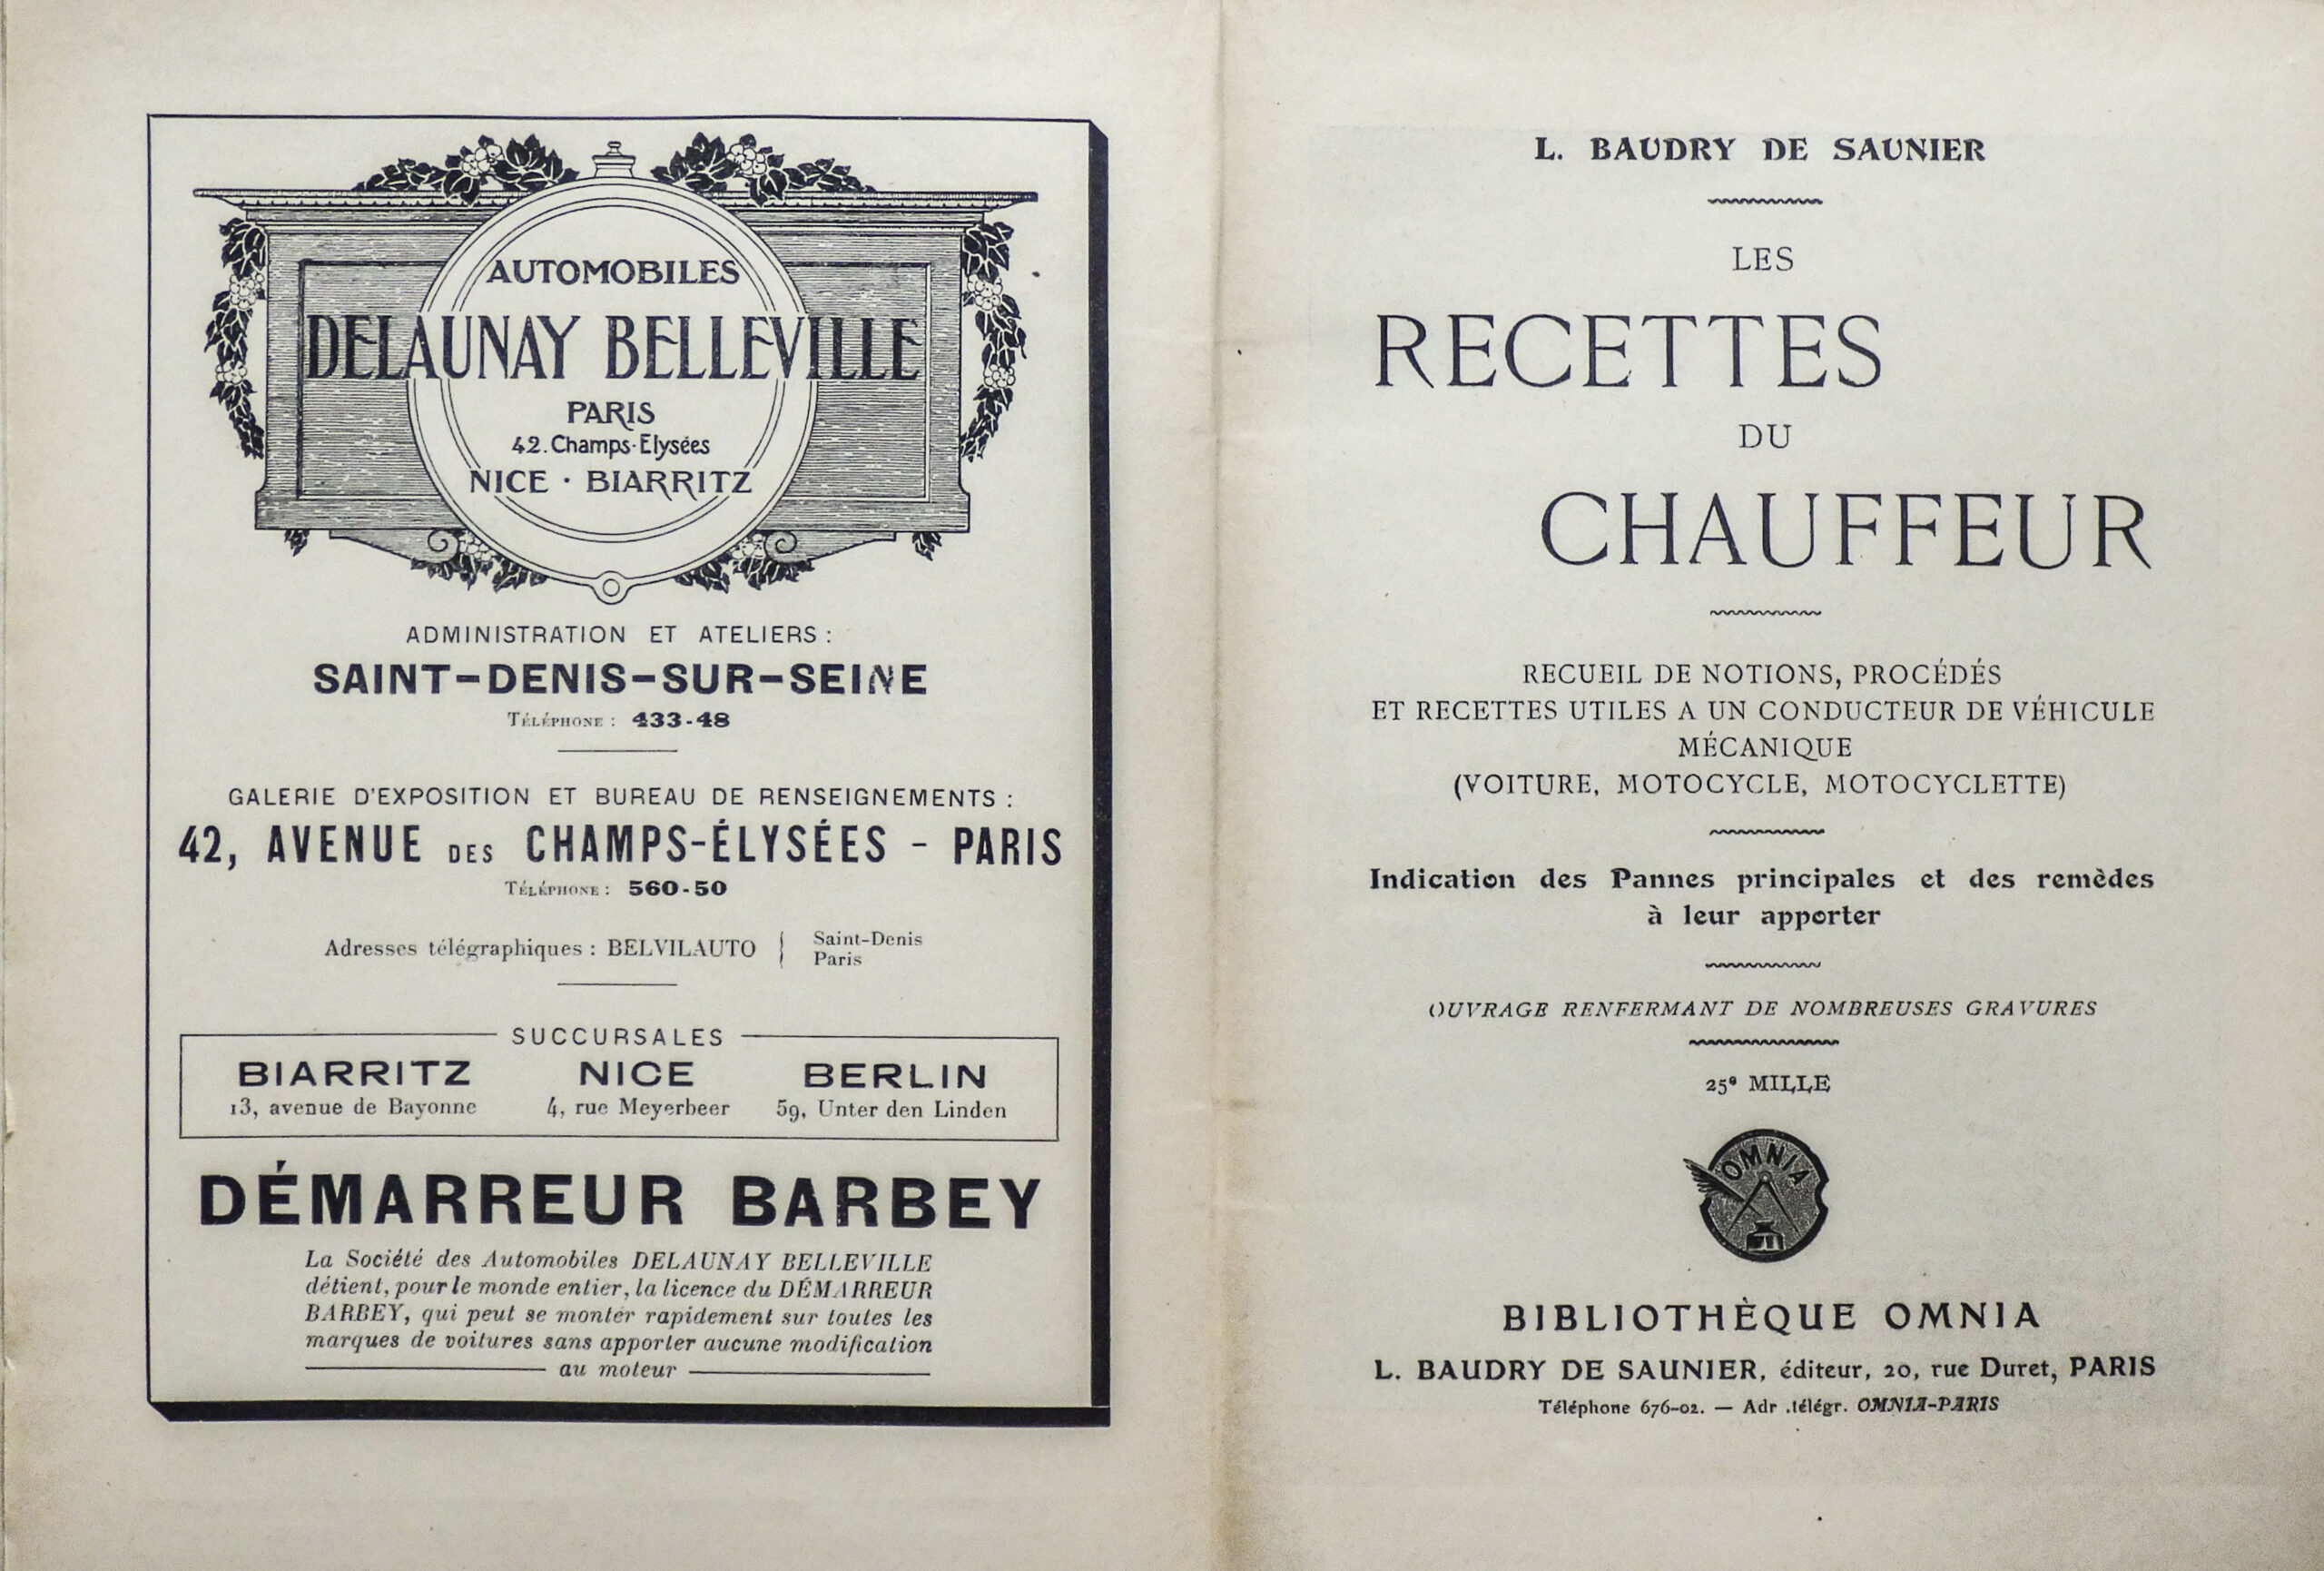 AUTOMOBILES
DELAUNAY BELLEVILLE
PARIS
42. Champs-Elysées
NICE · BIARRITZ
ADMINISTRATION ET ATELIERS :
SAINT-DENIS-SUR-SEINE
TÉLÉPHONE : 433-48
GALERIE D'EXPOSITION ET BUREAU DE RENSEIGNEMENTS :
42, AVENUE DES CHAMPS-ÉLYSÉES - PARIS
TÉLÉPHONE : 560-50
Adresses télégraphiques : BELVILAUTO { Saint-Denis
Paris
SUCCURSALES
BIARRITZ NICE BERLIN
13, avenue de Bayonne 4, rue Meyerbeer 59, Unter den Linden
DÉMARREUR BARBEY
La Société des Automobiles DELAUNAY BELLEVILLE
détient, pour le monde entier, la licence du DÉMARREUR
BARBEY, qui peut se monter rapidement sur toutes les
marques de voitures sans apporter aucune modification
au moteur
L. BAUDRY DE SAUNIER
LES
RECETTES
DU
CHAUFFEUR
RECUEIL DE NOTIONS, PROCÉDÉS
ET RECETTES UTILES A UN CONDUCTEUR DE VÉHICULE
MÉCANIQUE
(VOITURE, MOTOCYCLE, MOTOCYCLETTE)
Indication des Pannes principales et des remèdes
à leur apporter
OUVRAGE RENFERMANT DE NOMBREUSES GRAVURES
25e MILLE
OMNIA
BIBLIOTHÈQUE OMNIA
L. BAUDRY DE SAUNIER, éditeur, 20, rue Duret, PARIS
Téléphone 676-02. — Adr .télégr. OMNIA-PARIS